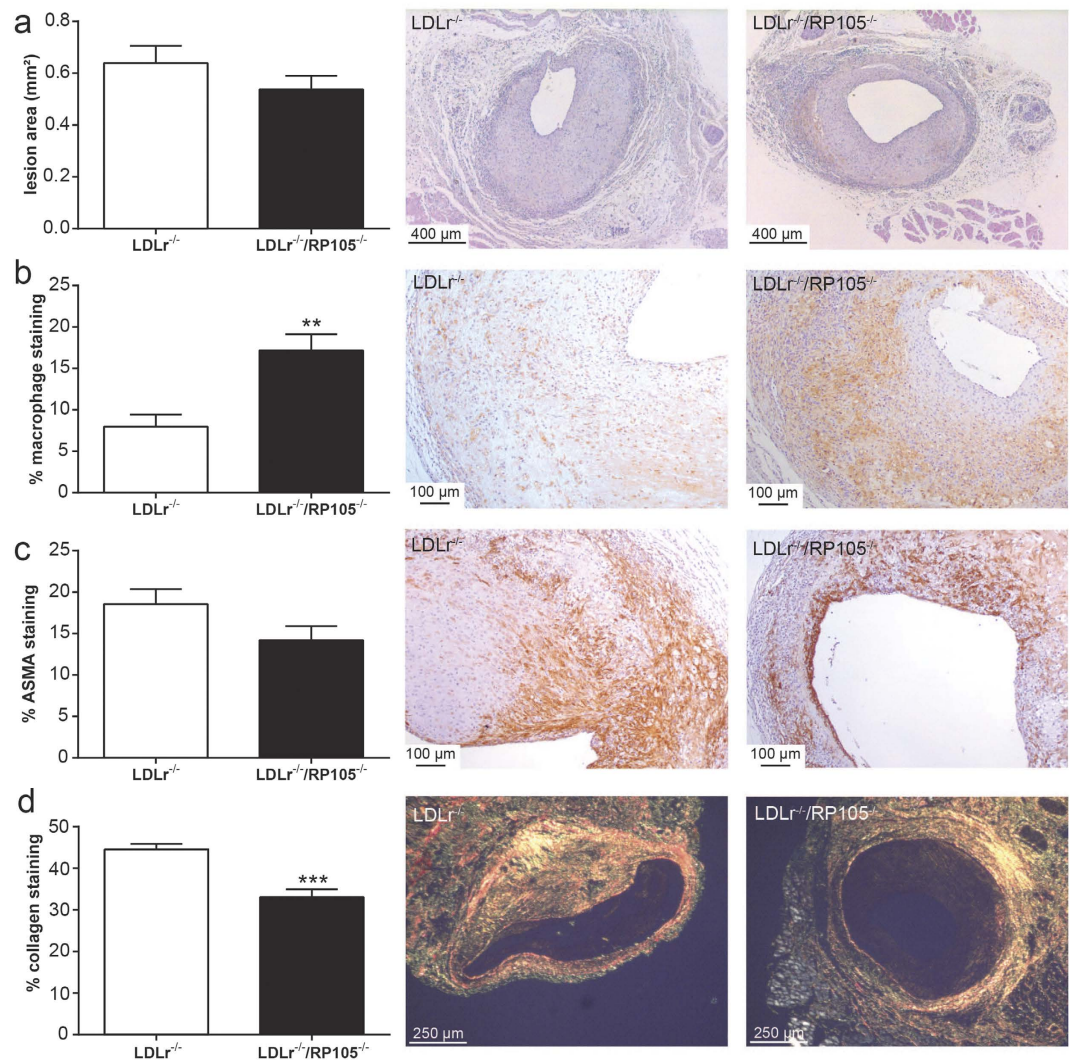 a
lesion area (mm²)
0.8
0.6
0.4
0.2
0.0
LDLr⁻/⁻
LDLr⁻/⁻/RP105⁻/⁻
LDLr⁻/⁻
400 µm
LDLr⁻/⁻/RP105⁻/⁻
400 µm
b
% macrophage staining
25
20
15
10
5
0
**
LDLr⁻/⁻
LDLr⁻/⁻/RP105⁻/⁻
LDLr⁻/⁻
100 µm
LDLr⁻/⁻/RP105⁻/⁻
100 µm
c
% ASMA staining
25
20
15
10
5
0
LDLr⁻/⁻
LDLr⁻/⁻/RP105⁻/⁻
LDLr⁻/⁻
100 µm
LDLr⁻/⁻/RP105⁻/⁻
100 µm
d
% collagen staining
50
40
30
20
10
0
***
LDLr⁻/⁻
LDLr⁻/⁻/RP105⁻/⁻
LDLr⁻/⁻
250 µm
LDLr⁻/⁻/RP105⁻/⁻
250 µm